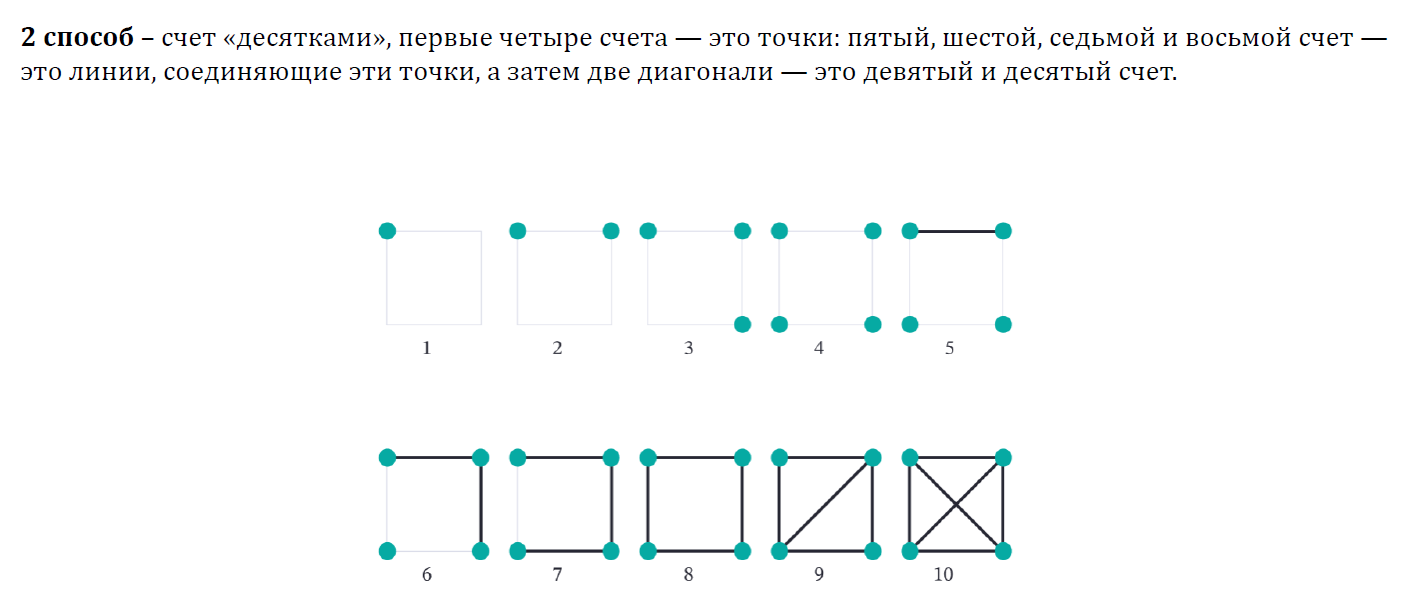 2 способ – счет «десятками», первые четыре счета — это точки: пятый, шестой, седьмой и восьмой счет —
это линии, соединяющие эти точки, а затем две диагонали — это девятый и десятый счет.
1 2 3 4 5
6 7 8 9 10